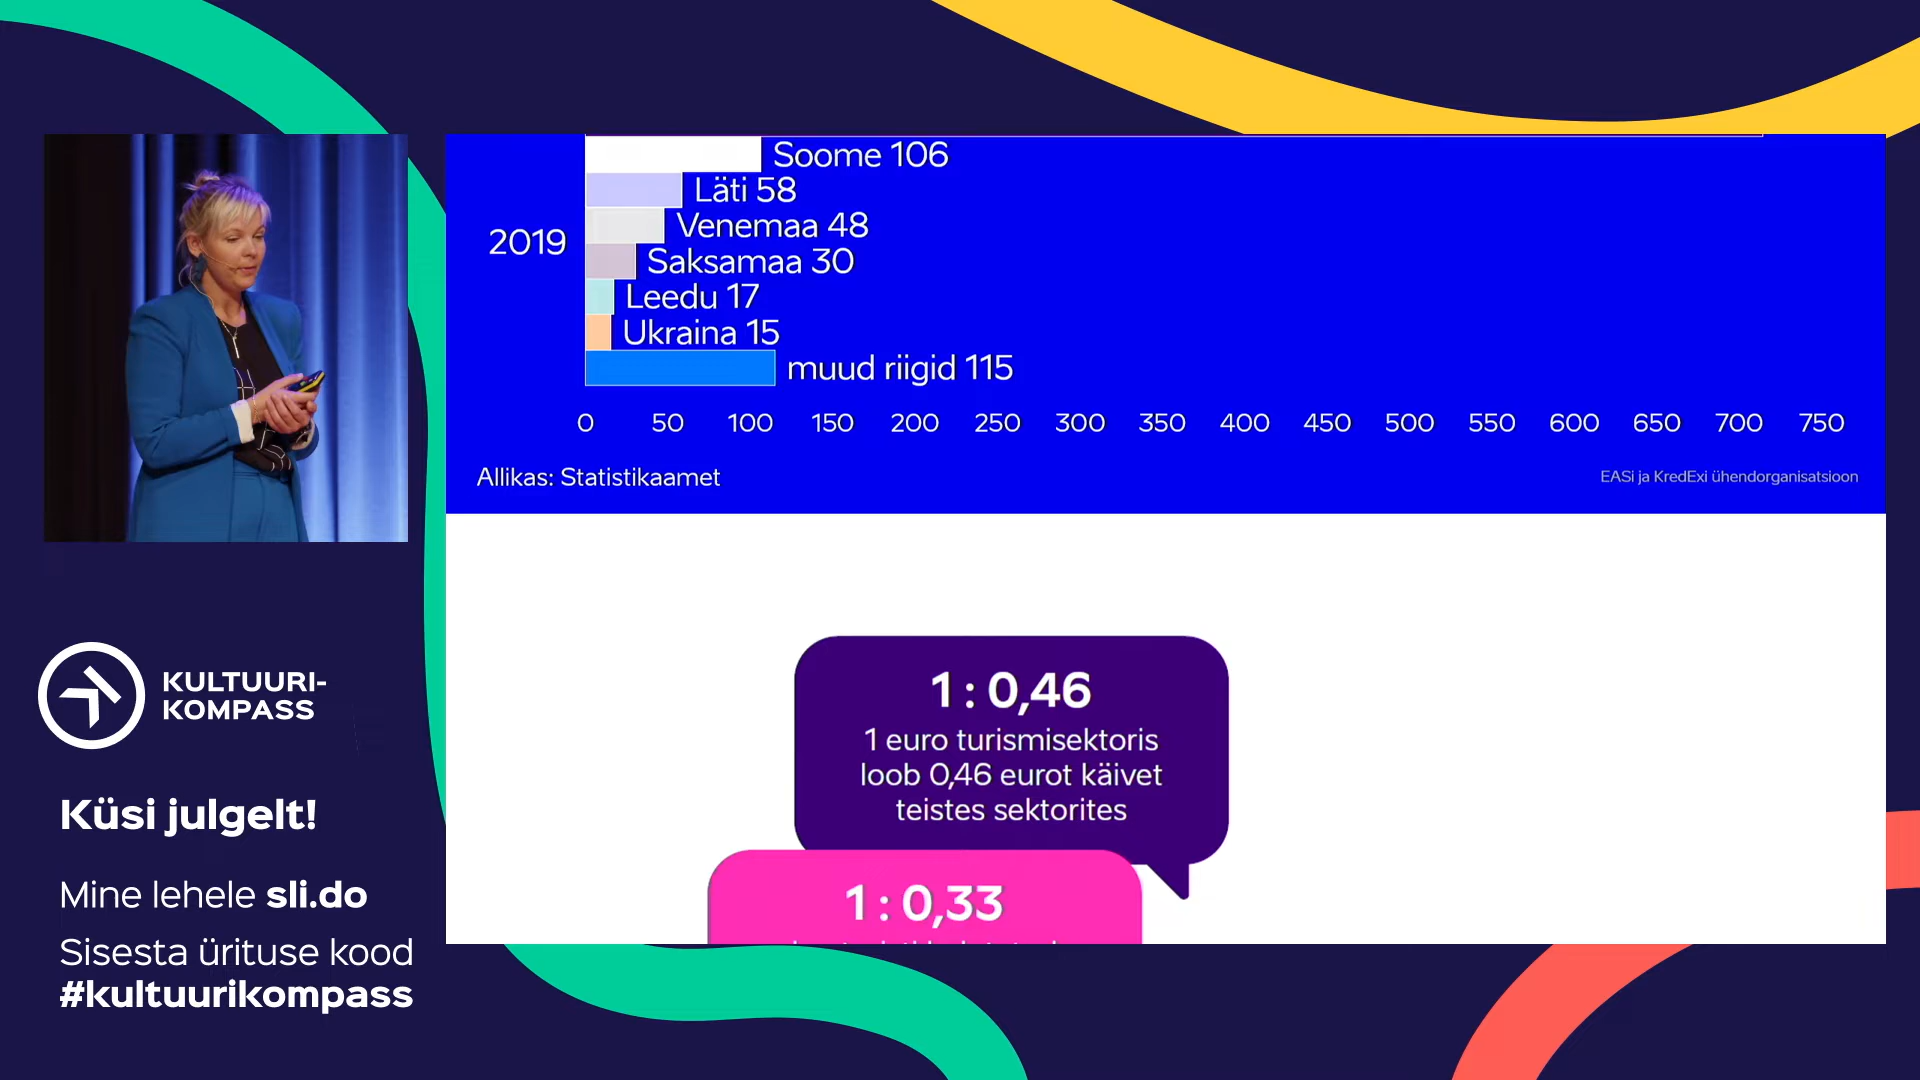 Soome 106
Läti 58
Venemaa 48
2019
Saksamaa 30
Leedu 17
Ukraina 15
muud riigid 115
0 50 100 150 200 250 300 350 400 450 500 550 600 650 700 750
Allikas: Statistikaamet
EASi ja KredExi ühendorganisatsioon
1 : 0,46
1 euro turismisektoris
loob 0,46 eurot käivet
teistes sektorites
1 : 0,33
KULTUURI-
KOMPASS
Küsi julgelt!
Mine lehele sli.do
Sisesta ürituse kood
#kultuurikompass